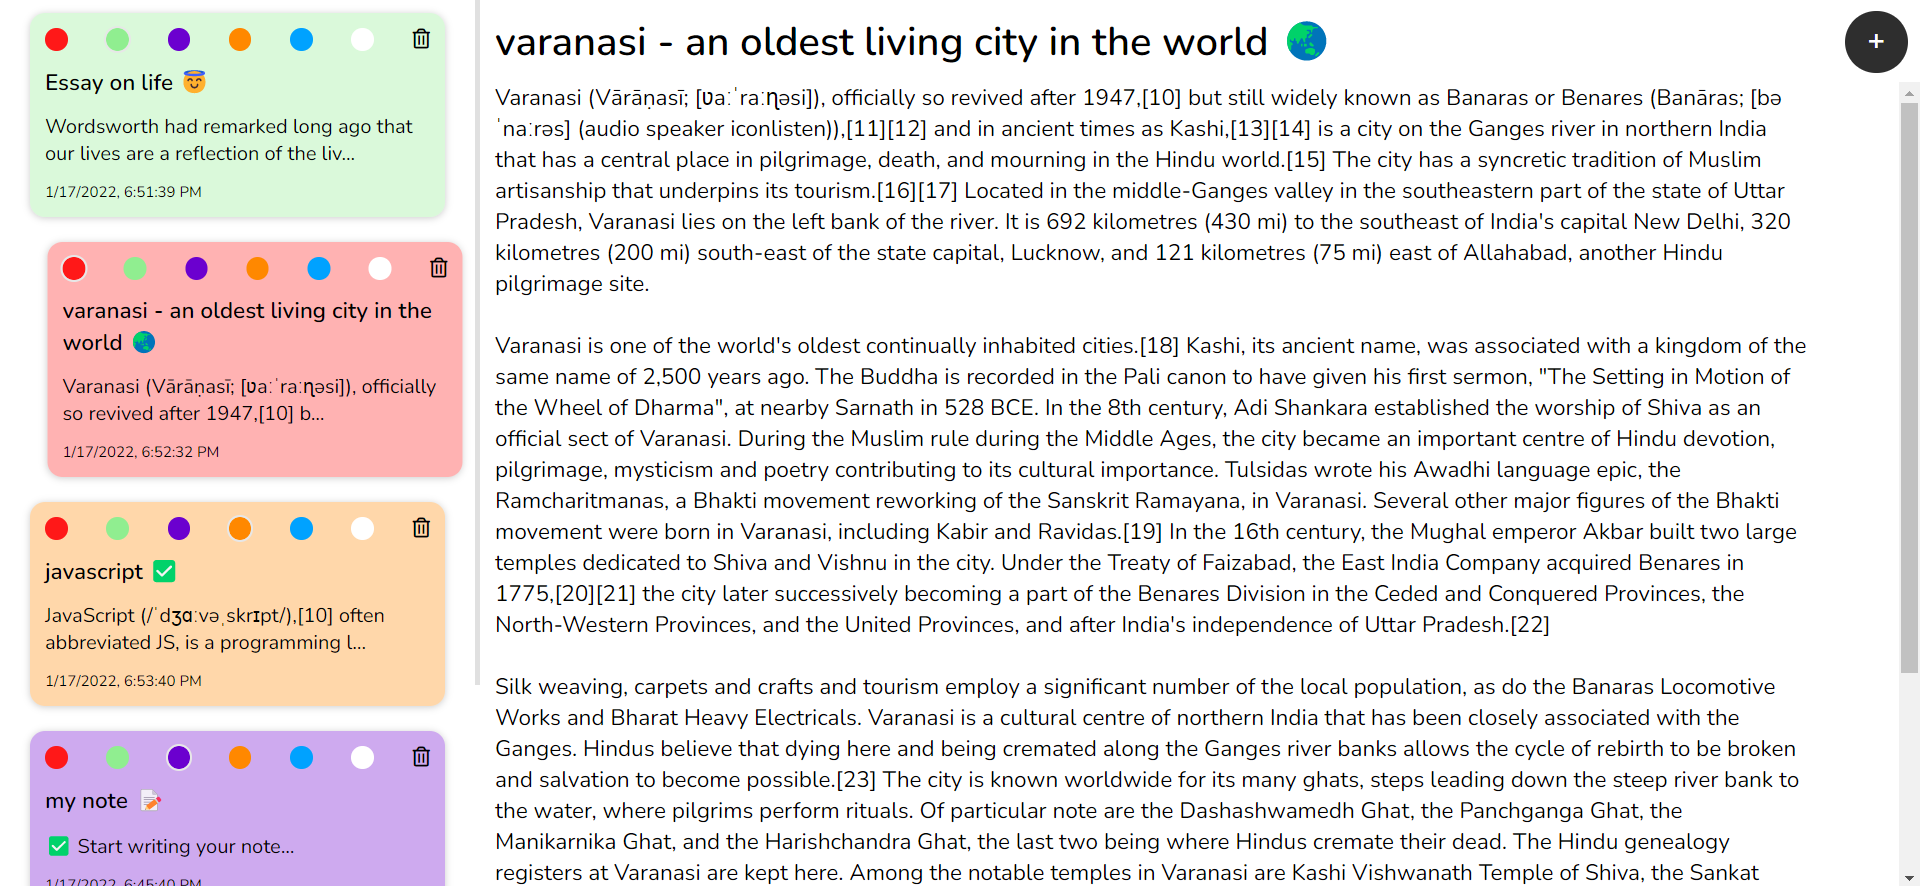 Essay on life 😇
Wordsworth had remarked long ago that
our lives are a reflection of the liv...
1/17/2022, 6:51:39 PM
varanasi - an oldest living city in the
world 🌏
Varanasi (Vārāṇasī; [ʋaːˈraːɳəsi]), officially
so revived after 1947,[10] b...
1/17/2022, 6:52:32 PM
javascript ✅
JavaScript (/ˈdʒɑːvəˌskrɪpt/),[10] often
abbreviated JS, is a programming l...
1/17/2022, 6:53:40 PM
my note 📝
✅ Start writing your note...
1/17/2022, 6:45:40 PM
varanasi - an oldest living city in the world 🌏
+
Varanasi (Vārāṇasī; [ʋaːˈraːɳəsi]), officially so revived after 1947,[10] but still widely known as Banaras or Benares (Banāras; [bə
ˈnaːrəs] (audio speaker iconlisten)),[11][12] and in ancient times as Kashi,[13][14] is a city on the Ganges river in northern India
that has a central place in pilgrimage, death, and mourning in the Hindu world.[15] The city has a syncretic tradition of Muslim
artisanship that underpins its tourism.[16][17] Located in the middle-Ganges valley in the southeastern part of the state of Uttar
Pradesh, Varanasi lies on the left bank of the river. It is 692 kilometres (430 mi) to the southeast of India's capital New Delhi, 320
kilometres (200 mi) south-east of the state capital, Lucknow, and 121 kilometres (75 mi) east of Allahabad, another Hindu
pilgrimage site.
Varanasi is one of the world's oldest continually inhabited cities.[18] Kashi, its ancient name, was associated with a kingdom of the
same name of 2,500 years ago. The Buddha is recorded in the Pali canon to have given his first sermon, "The Setting in Motion of
the Wheel of Dharma", at nearby Sarnath in 528 BCE. In the 8th century, Adi Shankara established the worship of Shiva as an
official sect of Varanasi. During the Muslim rule during the Middle Ages, the city became an important centre of Hindu devotion,
pilgrimage, mysticism and poetry contributing to its cultural importance. Tulsidas wrote his Awadhi language epic, the
Ramcharitmanas, a Bhakti movement reworking of the Sanskrit Ramayana, in Varanasi. Several other major figures of the Bhakti
movement were born in Varanasi, including Kabir and Ravidas.[19] In the 16th century, the Mughal emperor Akbar built two large
temples dedicated to Shiva and Vishnu in the city. Under the Treaty of Faizabad, the East India Company acquired Benares in
1775,[20][21] the city later successively becoming a part of the Benares Division in the Ceded and Conquered Provinces, the
North-Western Provinces, and the United Provinces, and after India's independence of Uttar Pradesh.[22]
Silk weaving, carpets and crafts and tourism employ a significant number of the local population, as do the Banaras Locomotive
Works and Bharat Heavy Electricals. Varanasi is a cultural centre of northern India that has been closely associated with the
Ganges. Hindus believe that dying here and being cremated along the Ganges river banks allows the cycle of rebirth to be broken
and salvation to become possible.[23] The city is known worldwide for its many ghats, steps leading down the steep river bank to
the water, where pilgrims perform rituals. Of particular note are the Dashashwamedh Ghat, the Panchganga Ghat, the
Manikarnika Ghat, and the Harishchandra Ghat, the last two being where Hindus cremate their dead. The Hindu genealogy
registers at Varanasi are kept here. Among the notable temples in Varanasi are Kashi Vishwanath Temple of Shiva, the Sankat